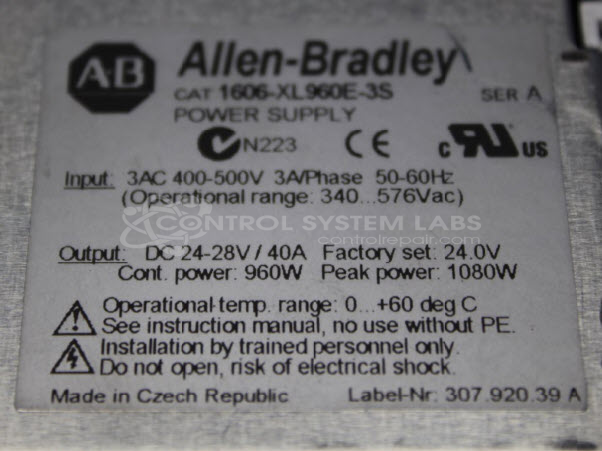 AB Allen-Bradley
CAT 1606-XL960E-3S SER A
POWER SUPPLY
N223 CE c RU US
Input: 3AC 400-500V 3A/Phase 50-60Hz
(Operational range: 340...576Vac)
CONTROL SYSTEM LABS
controlrepair.com
Output: DC 24-28V / 40A Factory set: 24.0V
Cont. power: 960W Peak power: 1080W
Operational temp. range: 0...+60 deg C
See instruction manual, no use without PE.
Installation by trained personnel only.
Do not open, risk of electrical shock.
Made in Czech Republic Label-Nr: 307.920.39 A